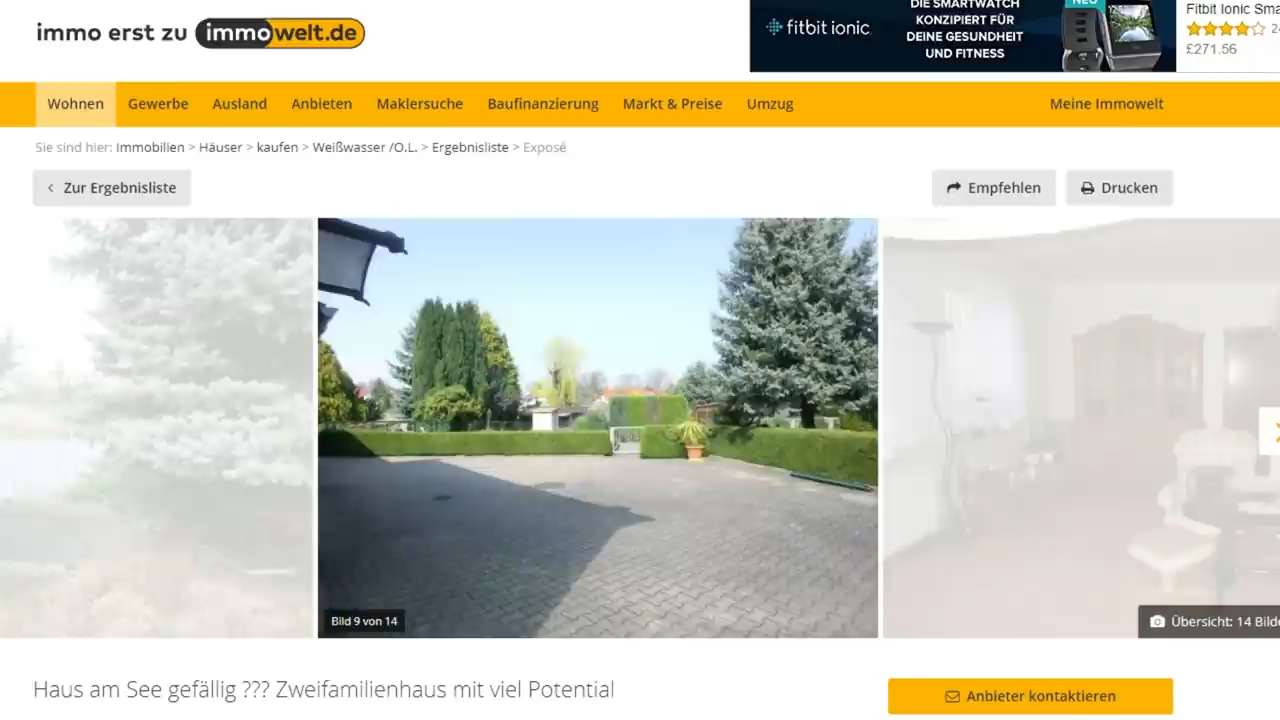 immo erst zu immowelt.de
fitbit ionic
DIE SMARTWATCH
KONZIPIERT FÜR
DEINE GESUNDHEIT
UND FITNESS
NEU
Fitbit Ionic
£271.56
Wohnen Gewerbe Ausland Anbieten Maklersuche Baufinanzierung Markt & Preise Umzug Meine Immowelt
Sie sind hier: Immobilien > Häuser > kaufen > Weißwasser /O.L. > Ergebnisliste > Exposé
Zur Ergebnisliste
Empfehlen
Drucken
Bild 9 von 14
Übersicht: 14
Haus am See gefällig ??? Zweifamilienhaus mit viel Potential
Anbieter kontaktieren